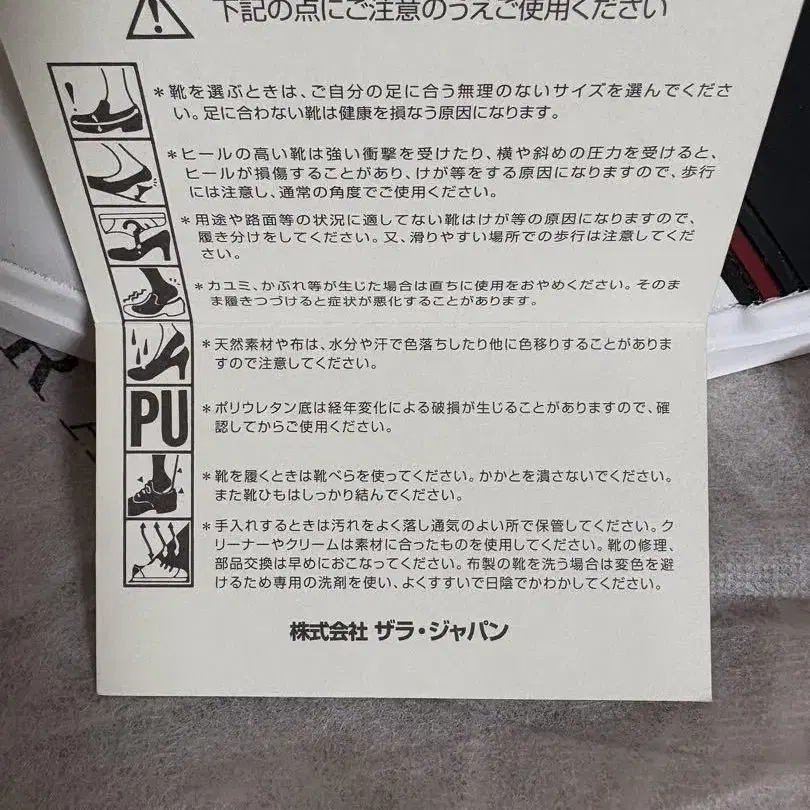 下記の点にご注意のうえご使用ください
*靴を選ぶときは、ご自分の足に合う無理のないサイズを選んでくださ
い。足に合わない靴は健康を損なう原因になります。
*ヒールの高い靴は強い衝撃を受けたり、横や斜めの圧力を受けると、
ヒールが損傷することがあり、けが等をする原因になりますので、歩行
には注意し、通常の角度でご使用ください。
*用途や路面等の状況に適してない靴はけが等の原因になりますので、
履き分けをしてください。又、滑りやすい場所での歩行は注意してくだ
さい。
*カユミ、かぶれ等が生じた場合は直ちに使用をおやめください。そのま
ま履きつづけると症状が悪化することがあります。
*天然素材や布は、水分や汗で色落ちしたり他に色移りすることがありま
すので注意してください。
PU
*ポリウレタン底は経年変化による破損が生じることがありますので、確
認してからご使用ください。
*靴を履くときは靴べらを使ってください。かかとを潰さないでください。
また靴ひもはしっかり結んでください。
*手入れするときは汚れをよく落し通気のよい所で保管してください。ク
リーナーやクリームは素材に合ったものを使用してください。靴の修理、
部品交換は早めにおこなってください。布製の靴を洗う場合は変色を避
けるため専用の洗剤を使い、よくすすいで日陰でかわかしてください。
株式会社 ザラ・ジャパン